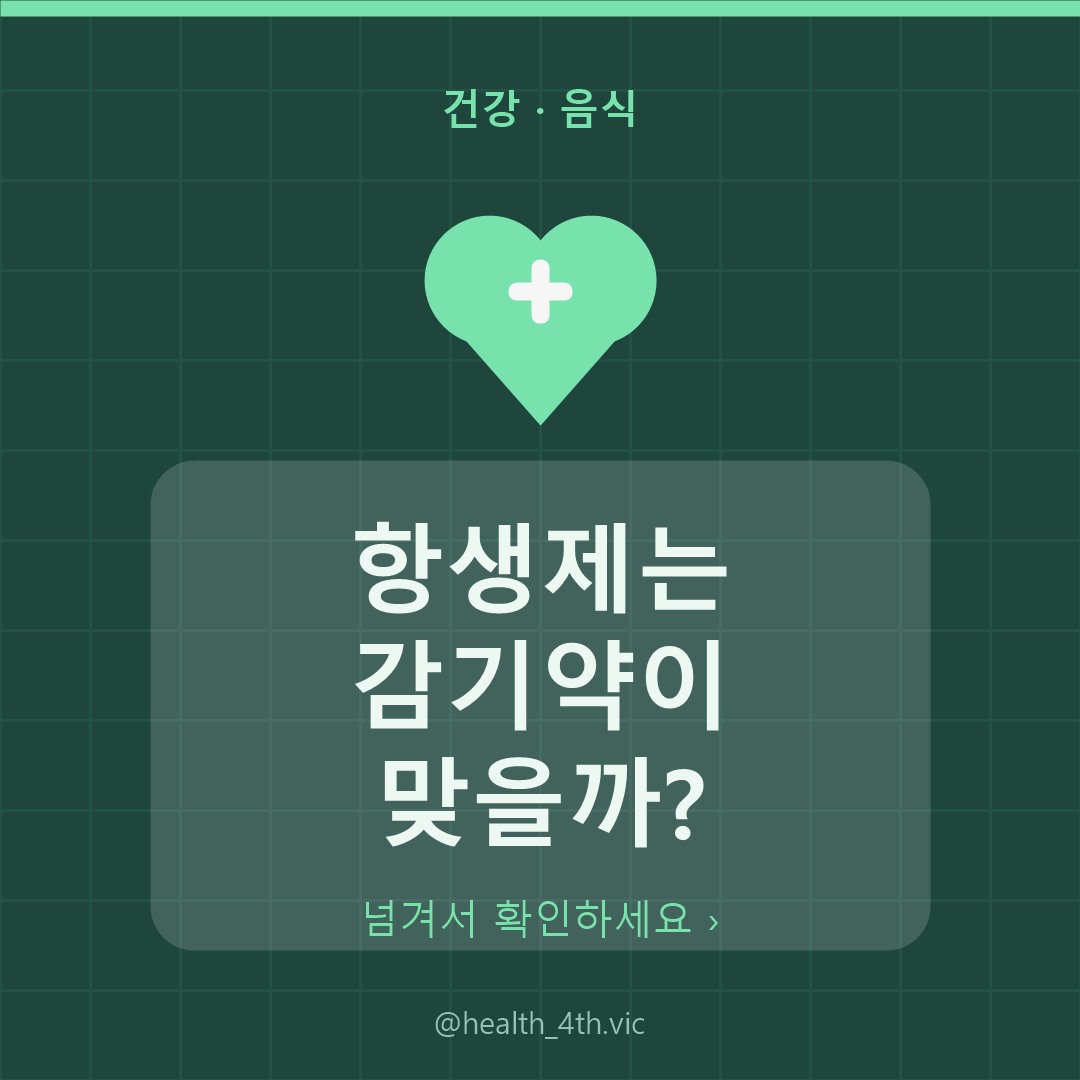 건강 · 음식
항생제는
감기약이
맞을까?
넘겨서 확인하세요 ›
@health_4th.vic